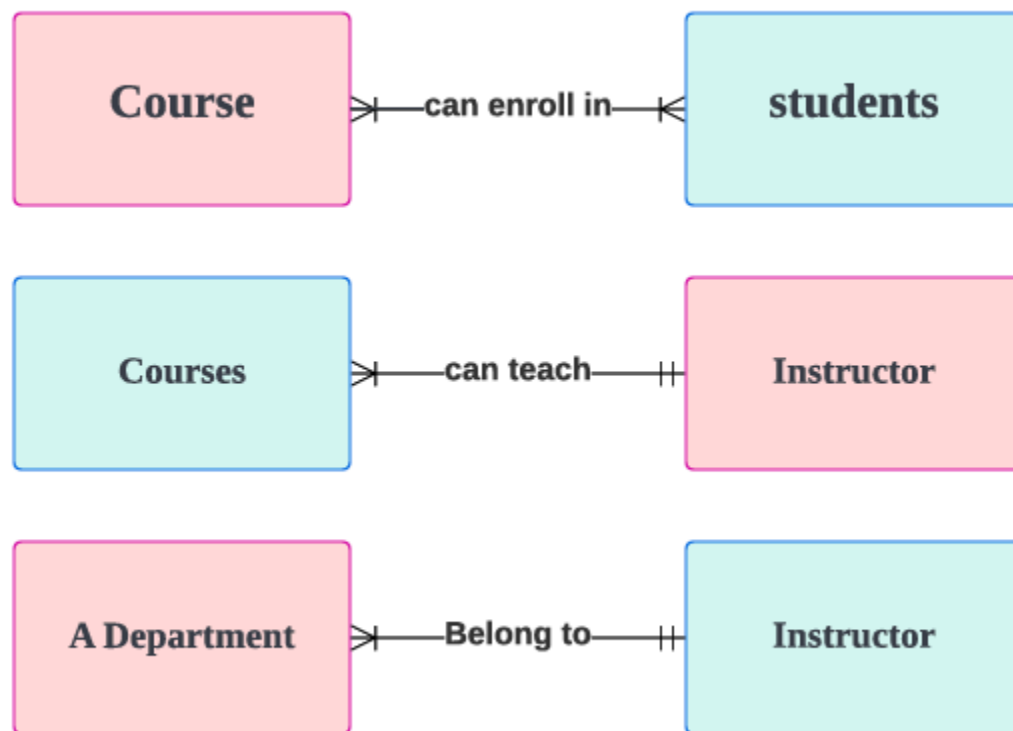 Course
can enroll in
students
Courses
can teach
Instructor
A Department
Belong to
Instructor